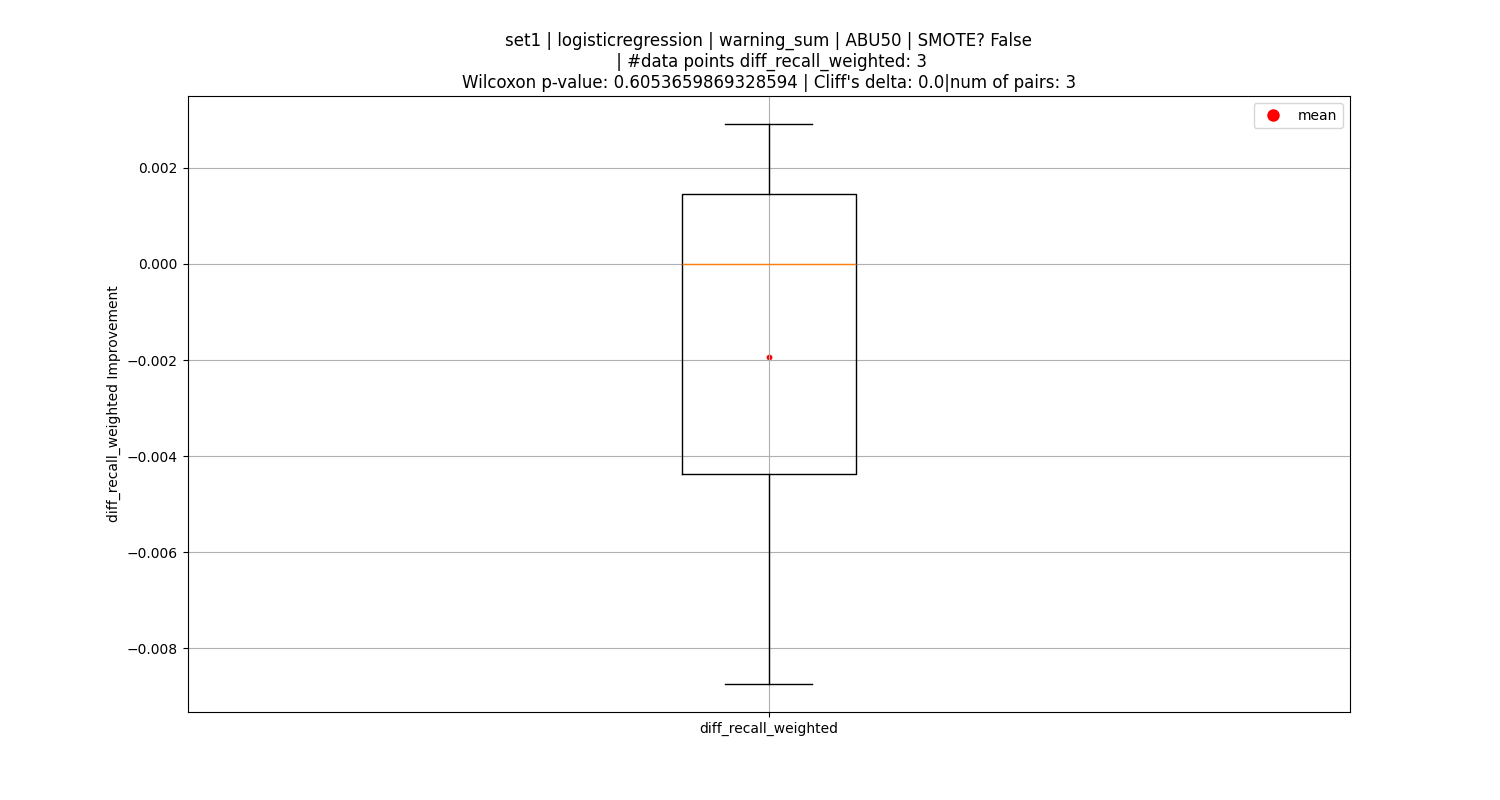 set1 | logisticregression | warning_sum | ABU50 | SMOTE? False
| #data points diff_recall_weighted: 3
Wilcoxon p-value: 0.6053659869328594 | Cliff's delta: 0.0|num of pairs: 3
mean
0.002
0.000
−0.002
−0.004
−0.006
−0.008
diff_recall_weighted Improvement
diff_recall_weighted